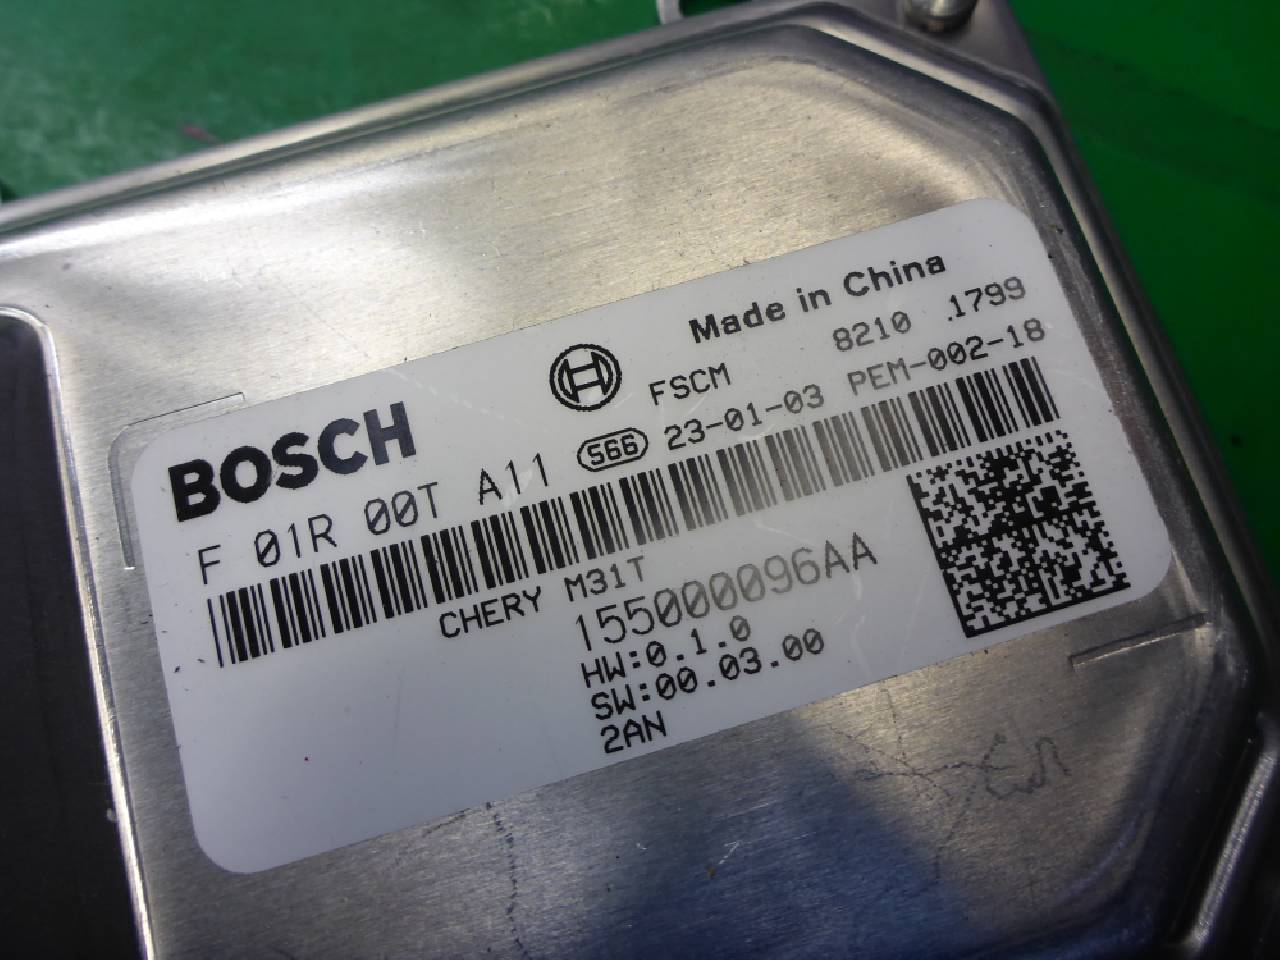 Made in China
BOSCH
FSCM 8210 .1799
F 01R 00T A11 566 23-01-03 PEM-002-18
CHERY M31T
155000096AA
HW:0.1.0
SW:00.03.00
2AN